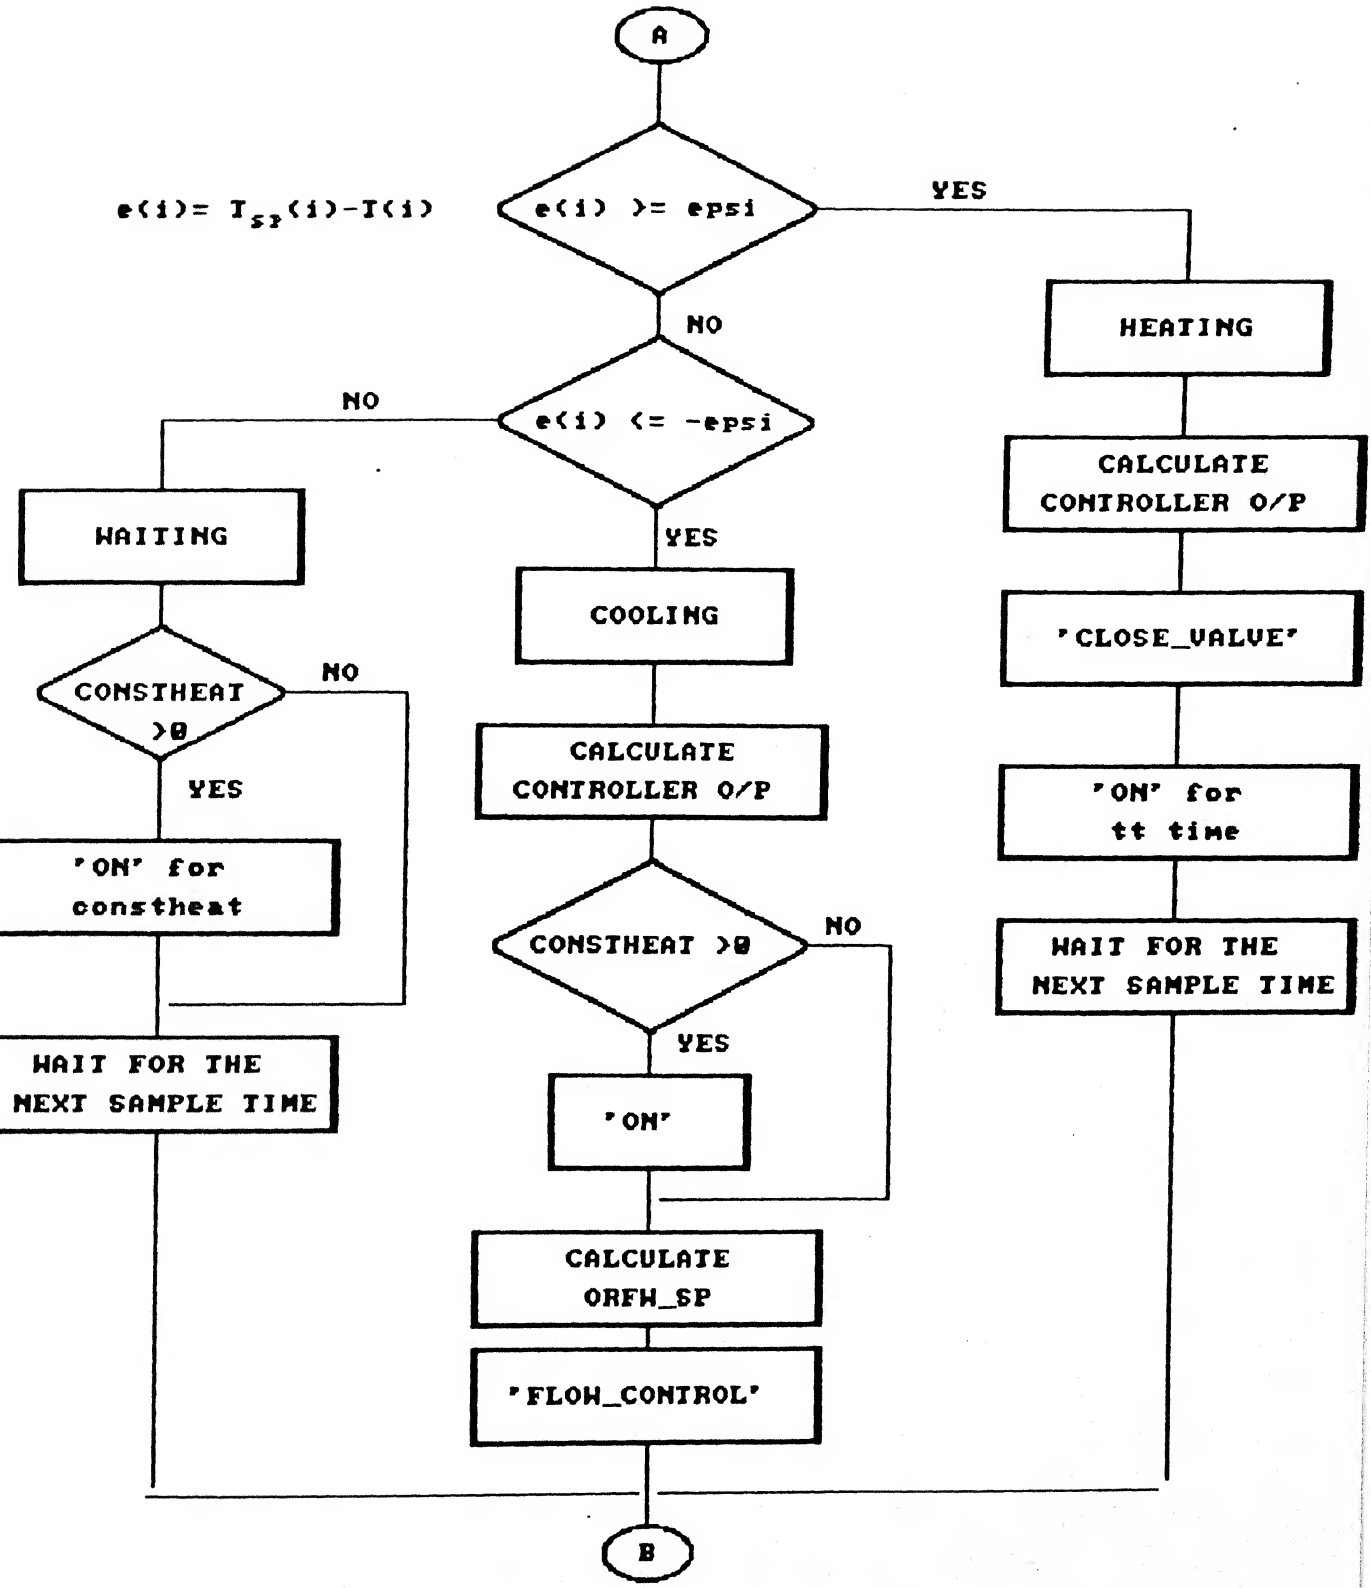 A
e(i)= T_sp(i)-T(i)
e(i) >= epsi
YES
NO
HEATING
e(i) <= -epsi
NO
YES
CALCULATE
CONTROLLER O/P
WAITING
COOLING
"CLOSE_VALVE"
CONSTHEAT
>0
NO
YES
CALCULATE
CONTROLLER O/P
"ON" for
tt time
"ON" for
constheat
CONSTHEAT >0
NO
YES
WAIT FOR THE
NEXT SAMPLE TIME
WAIT FOR THE
NEXT SAMPLE TIME
"ON"
CALCULATE
ORFW_SP
"FLOW_CONTROL"
B